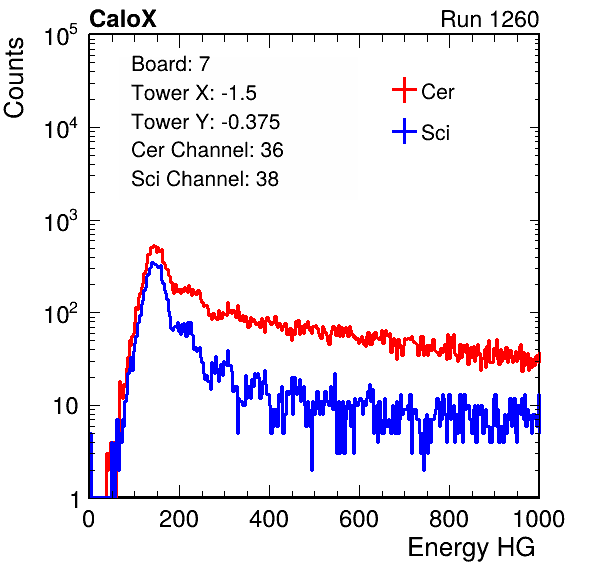 CaloX Run 1260
Counts
10^5
10^4
10^3
10^2
10
1
Board: 7
Tower X: -1.5
Tower Y: -0.375
Cer Channel: 36
Sci Channel: 38
Cer
Sci
0 200 400 600 800 1000
Energy HG